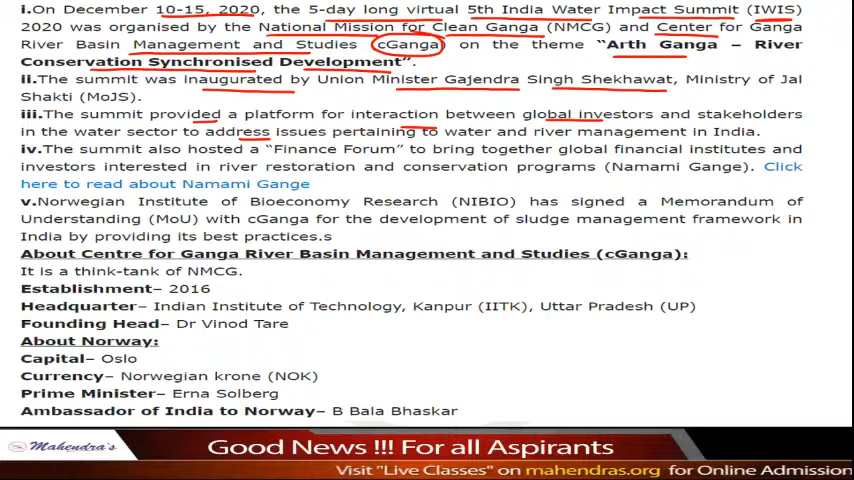 i.On December 10-15, 2020, the 5-day long virtual 5th India Water Impact Summit (IWIS)
2020 was organised by the National Mission for Clean Ganga (NMCG) and Center for Ganga
River Basin Management and Studies (cGanga) on the theme “Arth Ganga – River
Conservation Synchronised Development”.
ii.The summit was inaugurated by Union Minister Gajendra Singh Shekhawat, Ministry of Jal
Shakti (MoJS).
iii.The summit provided a platform for interaction between global investors and stakeholders
in the water sector to address issues pertaining to water and river management in India.
iv.The summit also hosted a “Finance Forum” to bring together global financial institutes and
investors interested in river restoration and conservation programs (Namami Gange). Click
here to read about Namami Gange
v.Norwegian Institute of Bioeconomy Research (NIBIO) has signed a Memorandum of
Understanding (MoU) with cGanga for the development of sludge management framework in
India by providing its best practices.s
About Centre for Ganga River Basin Management and Studies (cGanga):
It is a think-tank of NMCG.
Establishment– 2016
Headquarter– Indian Institute of Technology, Kanpur (IITK), Uttar Pradesh (UP)
Founding Head– Dr Vinod Tare
About Norway:
Capital– Oslo
Currency– Norwegian krone (NOK)
Prime Minister– Erna Solberg
Ambassador of India to Norway– B Bala Bhaskar
Mahendra's
Good News !!! For all Aspirants
Visit "Live Classes" on mahendras.org for Online Admission